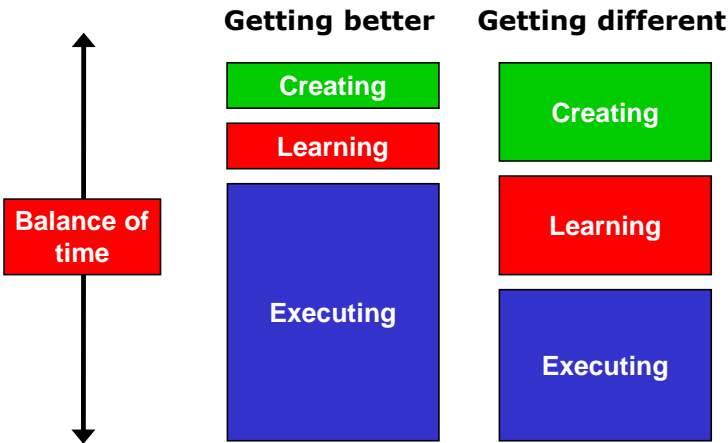 Getting better
Getting different
Creating
Creating
Learning
Learning
Balance of
time
Executing
Executing